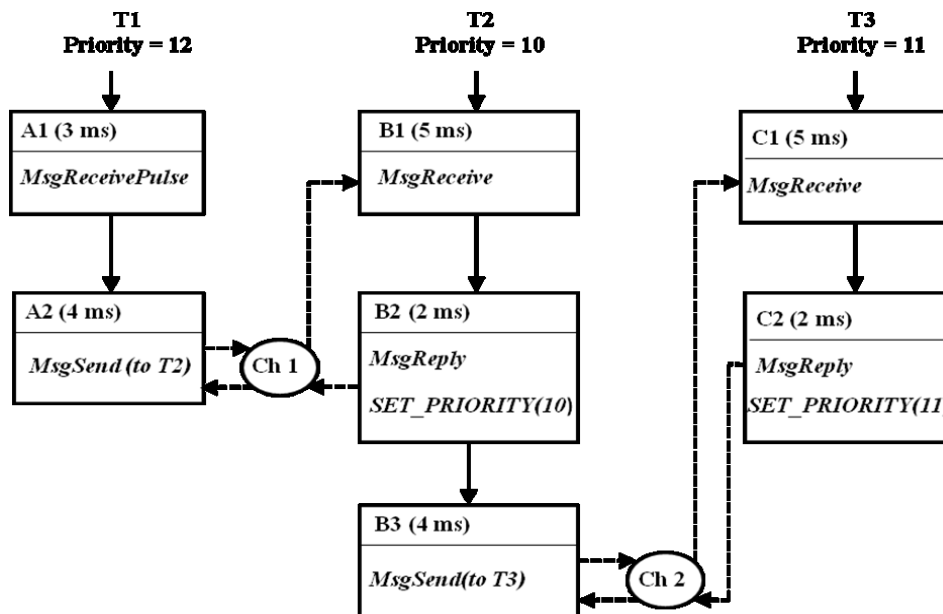 T1
Priority = 12
T2
Priority = 10
T3
Priority = 11
A1 (3 ms)
MsgReceivePulse
B1 (5 ms)
MsgReceive
C1 (5 ms)
MsgReceive
A2 (4 ms)
MsgSend (to T2)
Ch 1
B2 (2 ms)
MsgReply
SET_PRIORITY(10)
C2 (2 ms)
MsgReply
SET_PRIORITY(11
B3 (4 ms)
MsgSend(to T3)
Ch 2